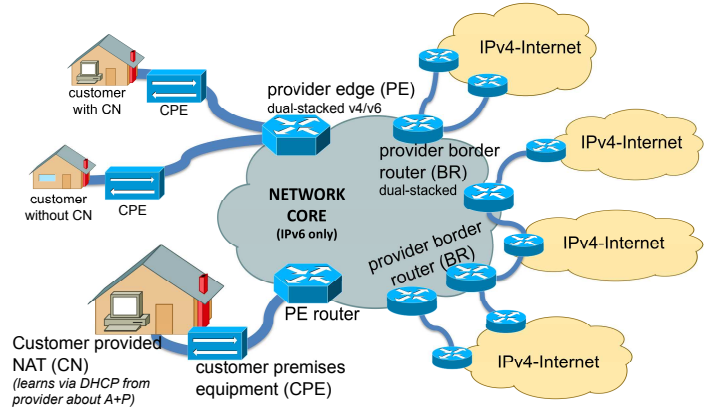 IPv4-Internet
customer
with CN
CPE
provider edge (PE)
dual-stacked v4/v6
customer
without CN
CPE
NETWORK
CORE
(IPv6 only)
provider border
router (BR)
dual-stacked
IPv4-Internet
provider border
router (BR)
IPv4-Internet
PE router
Customer provided
NAT (CN)
(learns via DHCP from
provider about A+P)
customer premises
equipment (CPE)
IPv4-Internet